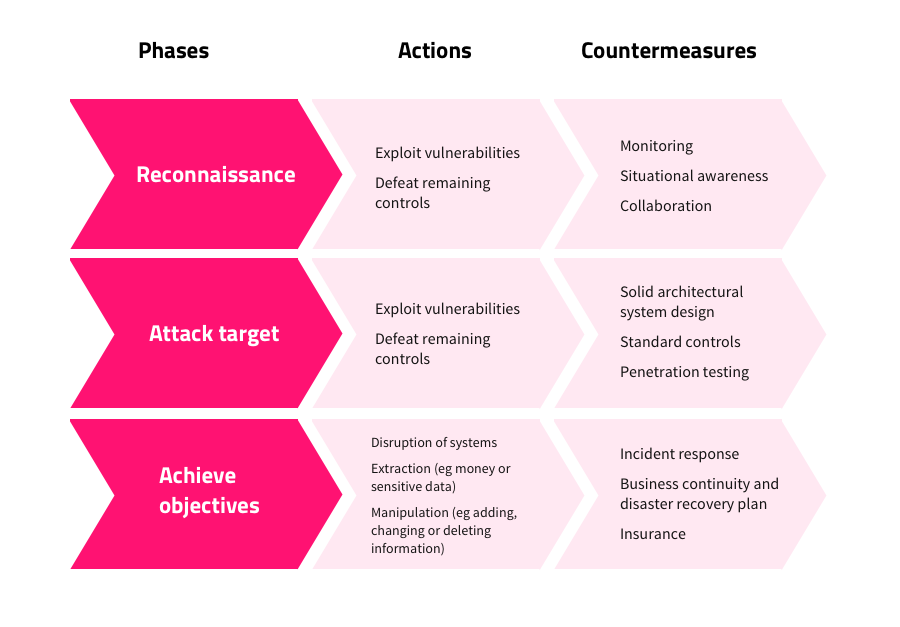 Phases
Actions
Countermeasures
Reconnaissance
Exploit vulnerabilities
Defeat remaining
controls
Monitoring
Situational awareness
Collaboration
Attack target
Exploit vulnerabilities
Defeat remaining
controls
Solid architectural
system design
Standard controls
Penetration testing
Achieve
objectives
Disruption of systems
Extraction (eg money or
sensitive data)
Manipulation (eg adding,
changing or deleting
information)
Incident response
Business continuity and
disaster recovery plan
Insurance